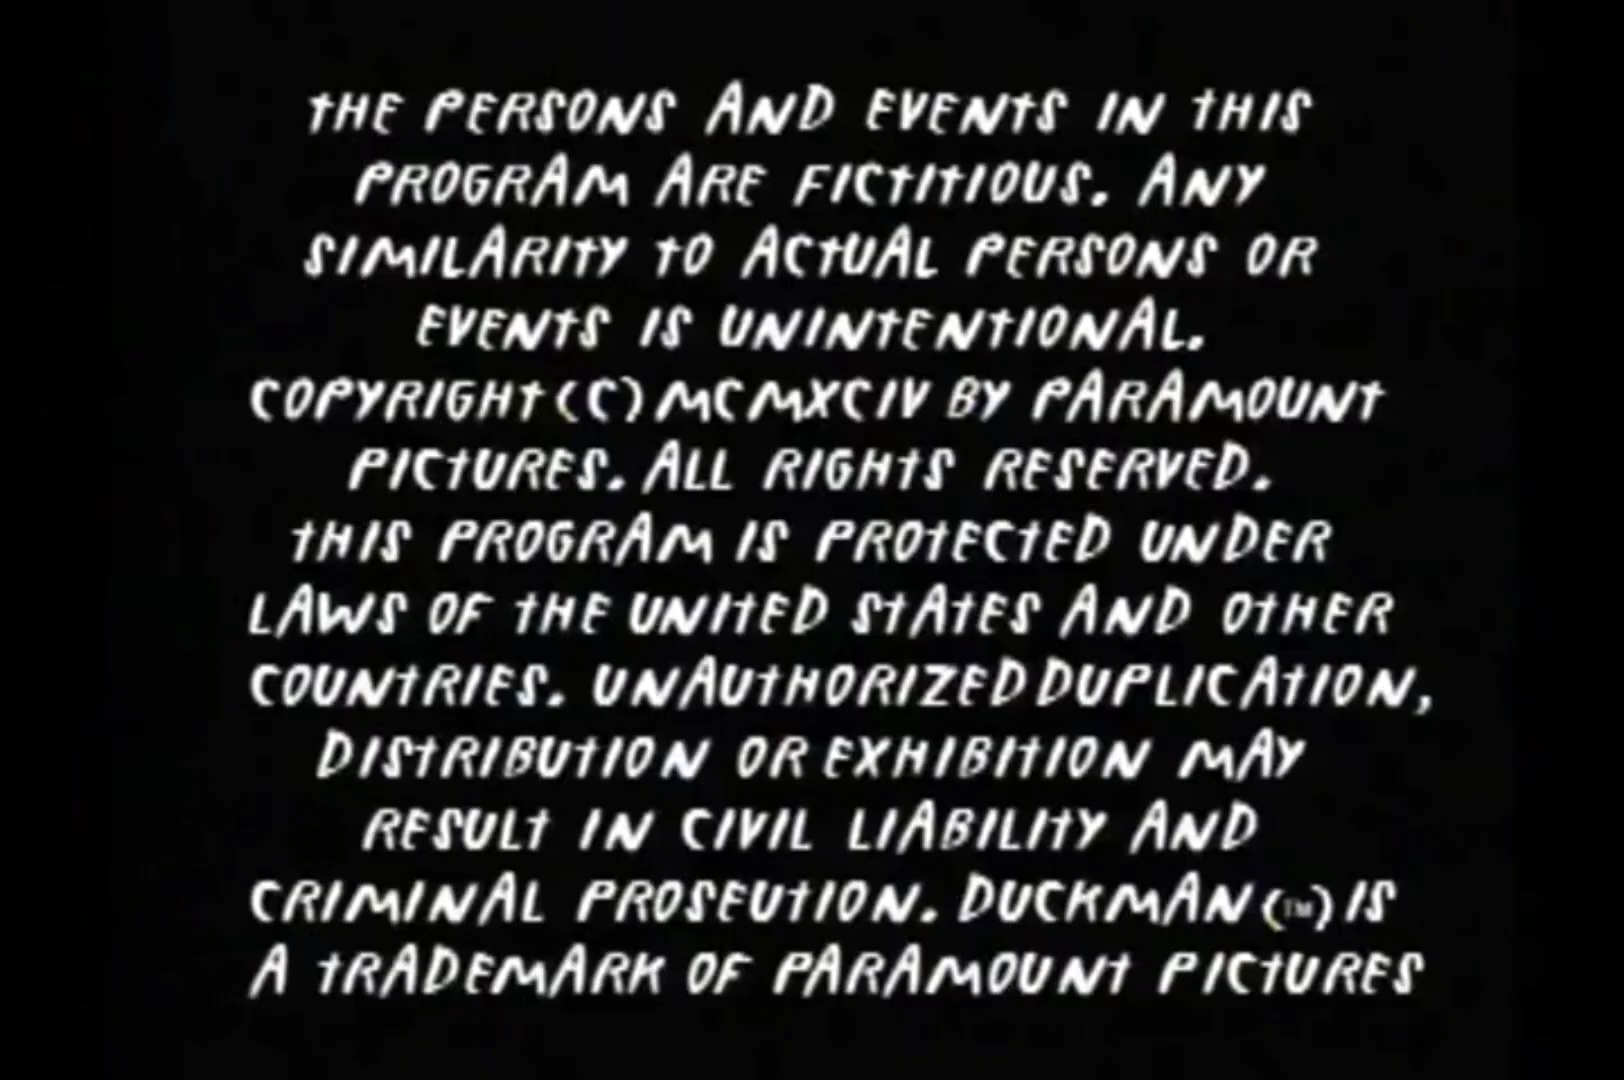 THE PERSONS AND EVENTS IN THIS
PROGRAM ARE FICTITIOUS. ANY
SIMILARITY TO ACTUAL PERSONS OR
EVENTS IS UNINTENTIONAL.
COPYRIGHT (C) MCMXCIV BY PARAMOUNT
PICTURES. ALL RIGHTS RESERVED.
THIS PROGRAM IS PROTECTED UNDER
LAWS OF THE UNITED STATES AND OTHER
COUNTRIES. UNAUTHORIZED DUPLICATION,
DISTRIBUTION OR EXHIBITION MAY
RESULT IN CIVIL LIABILITY AND
CRIMINAL PROSEUTION. DUCKMAN (TM) IS
A TRADEMARK OF PARAMOUNT PICTURES